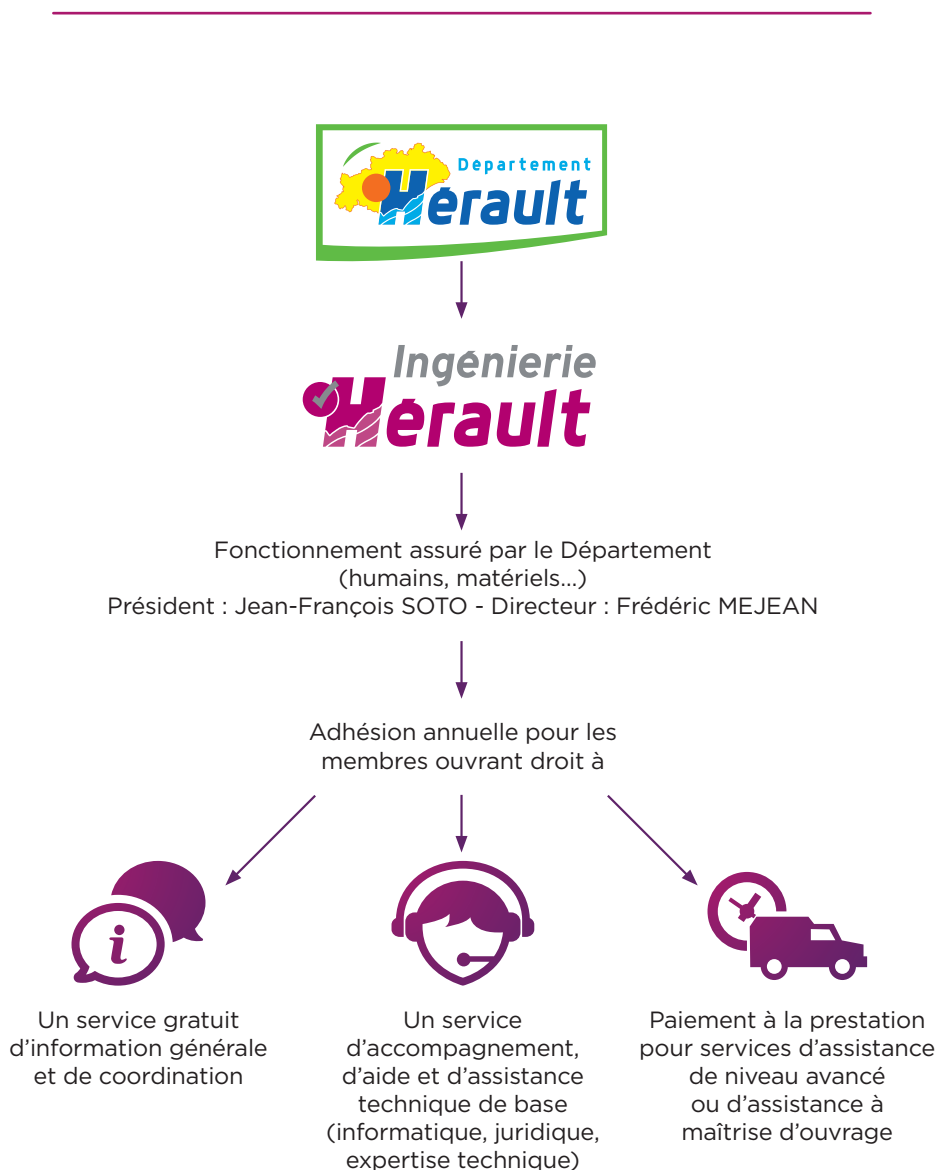 Département
Hérault
Ingénierie
Hérault
Fonctionnement assuré par le Département
(humains, matériels...)
Président : Jean-François SOTO - Directeur : Frédéric MEJEAN
Adhésion annuelle pour les
membres ouvrant droit à
i
Un service gratuit
d’information générale
et de coordination
Un service
d’accompagnement,
d’aide et d’assistance
technique de base
(informatique, juridique,
expertise technique)
Paiement à la prestation
pour services d’assistance
de niveau avancé
ou d’assistance à
maîtrise d’ouvrage